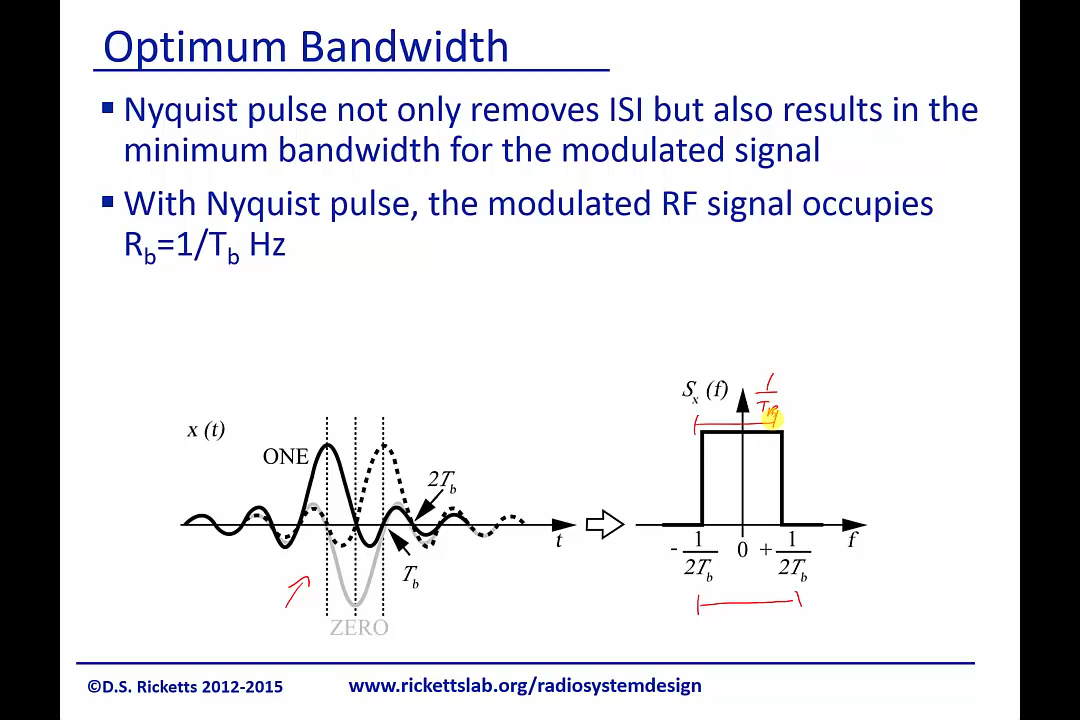 Optimum Bandwidth
▪ Nyquist pulse not only removes ISI but also results in the
minimum bandwidth for the modulated signal
▪ With Nyquist pulse, the modulated RF signal occupies
Rb=1/Tb Hz
Sx (f)
1
x (t)
ONE
2Tb
t
Tb
ZERO
- 1/2Tb 0 + 1/2Tb f
©D.S. Ricketts 2012-2015 www.rickettslab.org/radiosystemdesign